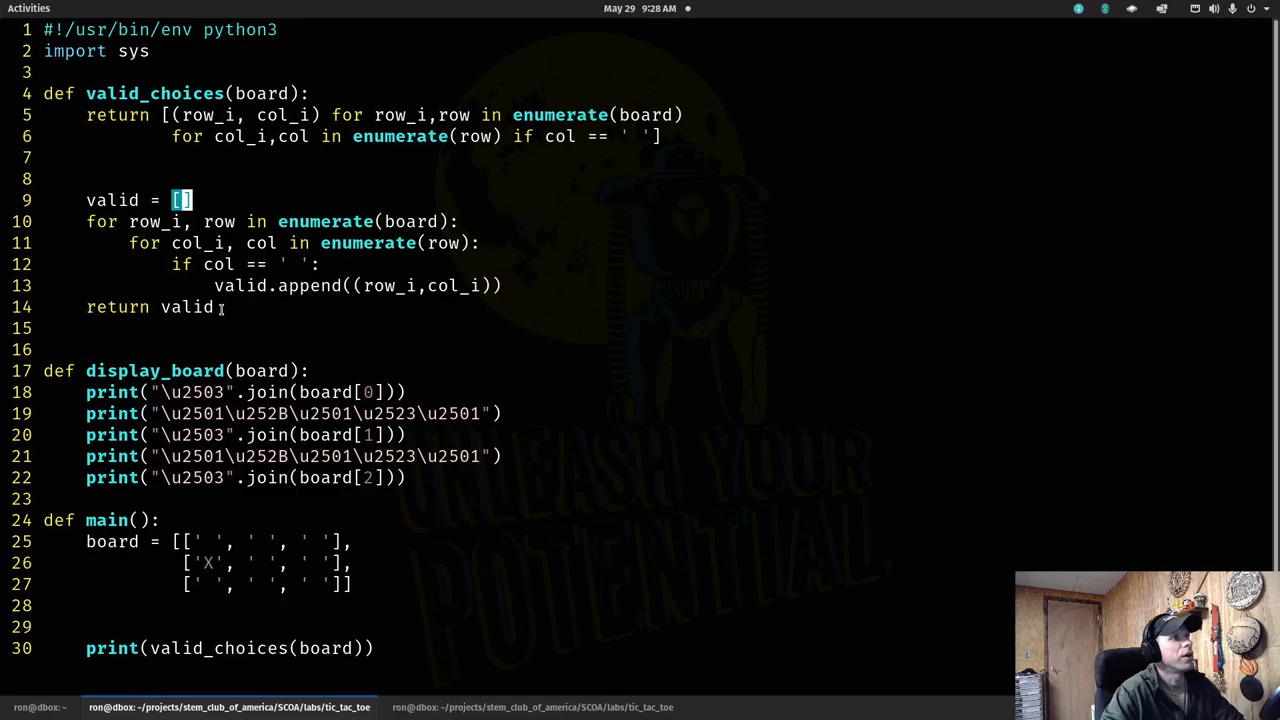 Activities
May 29 9:28 AM
1 #!/usr/bin/env python3
2 import sys
3
4 def valid_choices(board):
5     return [(row_i, col_i) for row_i,row in enumerate(board)
6             for col_i,col in enumerate(row) if col == ' ']
7
8
9     valid = []
10     for row_i, row in enumerate(board):
11         for col_i, col in enumerate(row):
12             if col == ' ':
13                 valid.append((row_i,col_i))
14     return valid
15
16
17 def display_board(board):
18     print("\u2503".join(board[0]))
19     print("\u2501\u252B\u2501\u2523\u2501")
20     print("\u2503".join(board[1]))
21     print("\u2501\u252B\u2501\u2523\u2501")
22     print("\u2503".join(board[2]))
23
24 def main():
25     board = [[' ', ' ', ' '],
26              ['X', ' ', ' '],
27              [' ', ' ', ' ']]
28
29
30     print(valid_choices(board))
UNLEASH YOUR
POTENTIAL
ron@dbox: ~
ron@dbox: ~/projects/stem_club_of_america/SCOA/labs/tic_tac_toe
ron@dbox: ~/projects/stem_club_of_america/SCOA/labs/tic_tac_toe